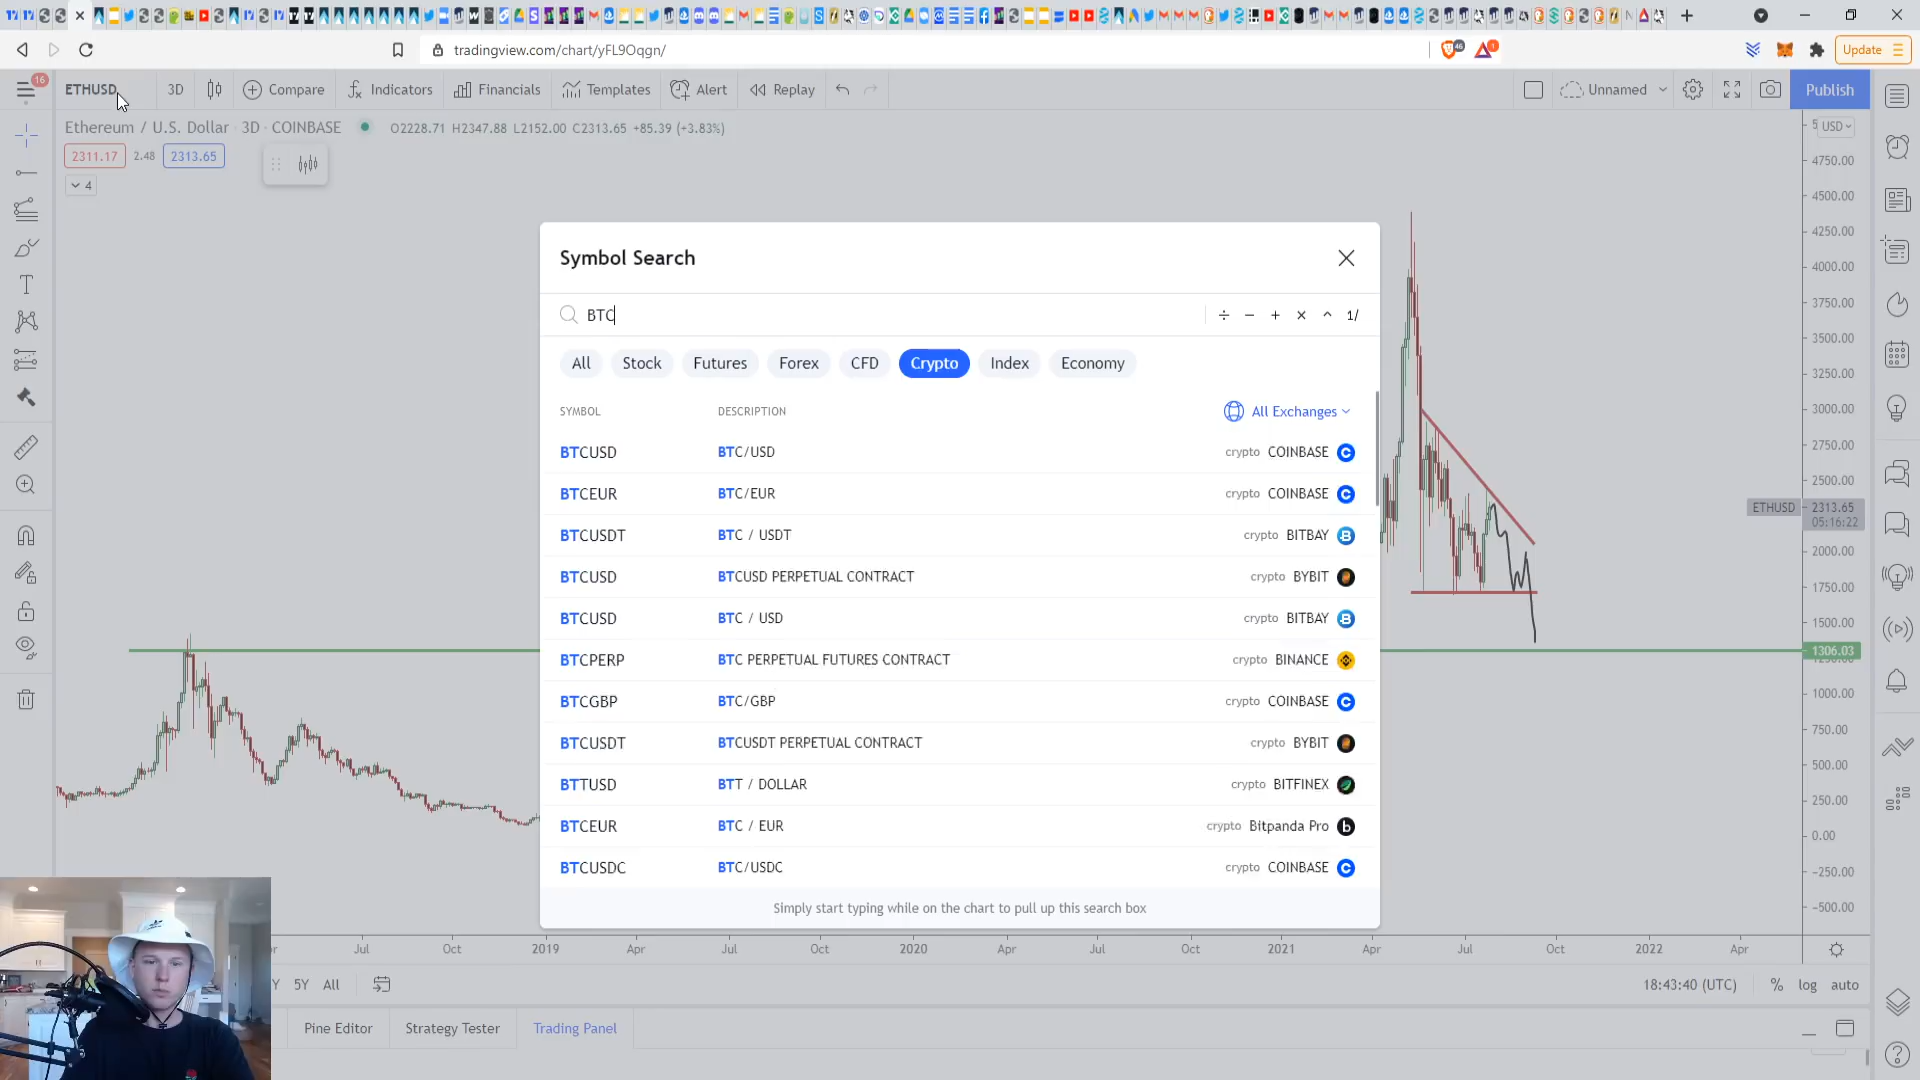 tradingview.com/chart/yFL9Oqgn/
46
1
Update
16
ETHUSD
3D
Compare
Indicators
Financials
Templates
Alert
Replay
Unnamed
Publish
Ethereum / U.S. Dollar · 3D · COINBASE
O2228.71 H2347.88 L2152.00 C2313.65 +85.39 (+3.83%)
2311.17
2.48
2313.65
4
USD
Symbol Search
BTC
÷ − + × ^ 1/
All
Stock
Futures
Forex
CFD
Crypto
Index
Economy
SYMBOL
DESCRIPTION
All Exchanges
BTCUSD BTC/USD crypto COINBASE
BTCEUR BTC/EUR crypto COINBASE
BTCUSDT BTC / USDT crypto BITBAY
BTCUSD BTCUSD PERPETUAL CONTRACT crypto BYBIT
BTCUSD BTC / USD crypto BITBAY
BTCPERP BTC PERPETUAL FUTURES CONTRACT crypto BINANCE
BTCGBP BTC/GBP crypto COINBASE
BTCUSDT BTCUSDT PERPETUAL CONTRACT crypto BYBIT
BTTUSD BTT / DOLLAR crypto BITFINEX
BTCEUR BTC / EUR crypto Bitpanda Pro
BTCUSDC BTC/USDC crypto COINBASE
Simply start typing while on the chart to pull up this search box
4750.00
4500.00
4250.00
4000.00
3750.00
3500.00
3250.00
3000.00
2750.00
2500.00
ETHUSD
2313.65
05:16:22
2000.00
1750.00
1500.00
1306.03
1000.00
750.00
500.00
250.00
0.00
−250.00
−500.00
Jul
Oct
2019
Apr
Jul
Oct
2020
Apr
Jul
Oct
2021
Apr
Jul
Oct
2022
Apr
5Y
All
18:43:40 (UTC)
%
log
auto
Pine Editor
Strategy Tester
Trading Panel